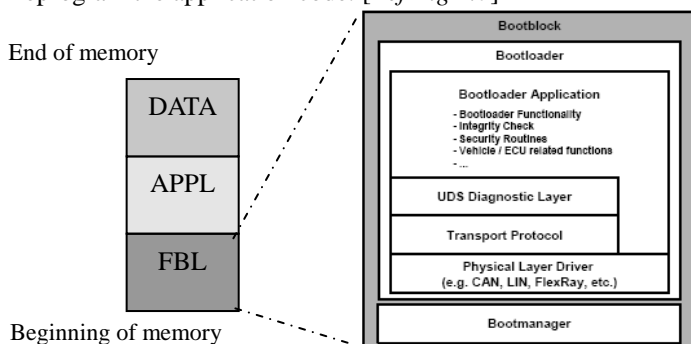 End of memory
DATA
APPL
FBL
Beginning of memory
Bootblock
Bootloader
Bootloader Application
- Bootloader Functionality
- Integrity Check
- Security Routines
- Vehicle / ECU related functions
- ...
UDS Diagnostic Layer
Transport Protocol
Physical Layer Driver
(e.g. CAN, LIN, FlexRay, etc.)
Bootmanager